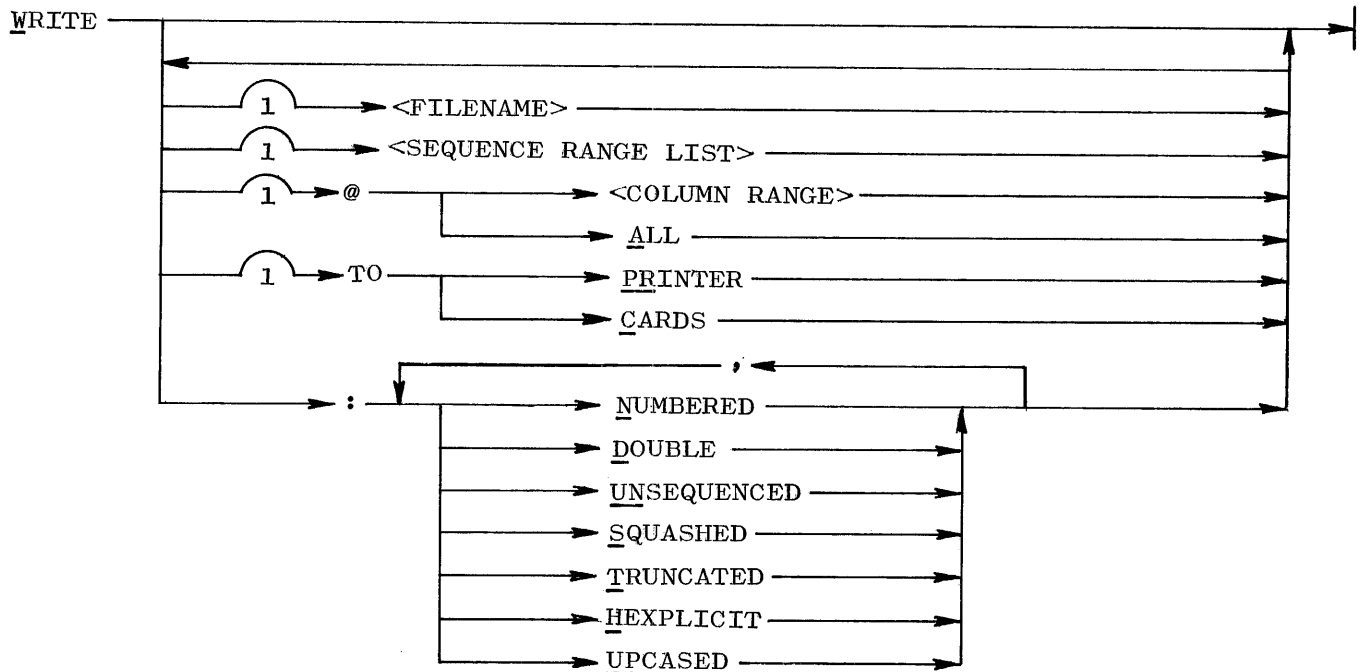 WRITE
1 <FILENAME>
1 <SEQUENCE RANGE LIST>
1 @ <COLUMN RANGE>
ALL
1 TO PRINTER
CARDS
,
: NUMBERED
DOUBLE
UNSEQUENCED
SQUASHED
TRUNCATED
HEXPLICIT
UPCASED